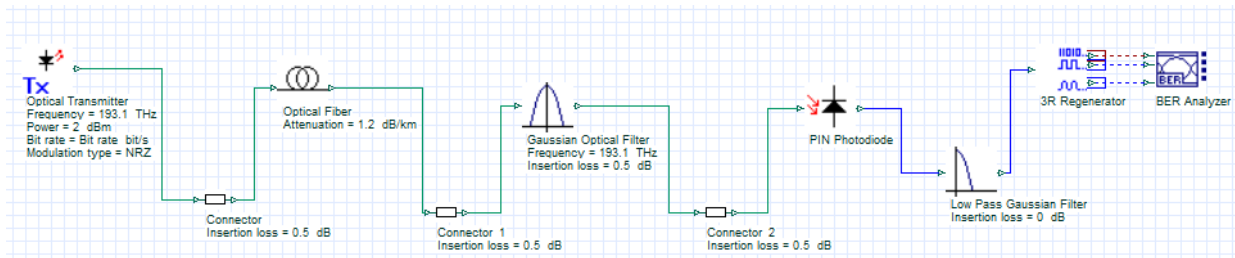 Tx
Optical Transmitter
Frequency = 193.1 THz
Power = 2 dBm
Bit rate = Bit rate bit/s
Modulation type = NRZ
Connector
Insertion loss = 0.5 dB
Optical Fiber
Attenuation = 1.2 dB/km
Connector 1
Insertion loss = 0.5 dB
Gaussian Optical Filter
Frequency = 193.1 THz
Insertion loss = 0.5 dB
Connector 2
Insertion loss = 0.5 dB
PIN Photodiode
Low Pass Gaussian Filter
Insertion loss = 0 dB
3R Regenerator
BER
BER Analyzer